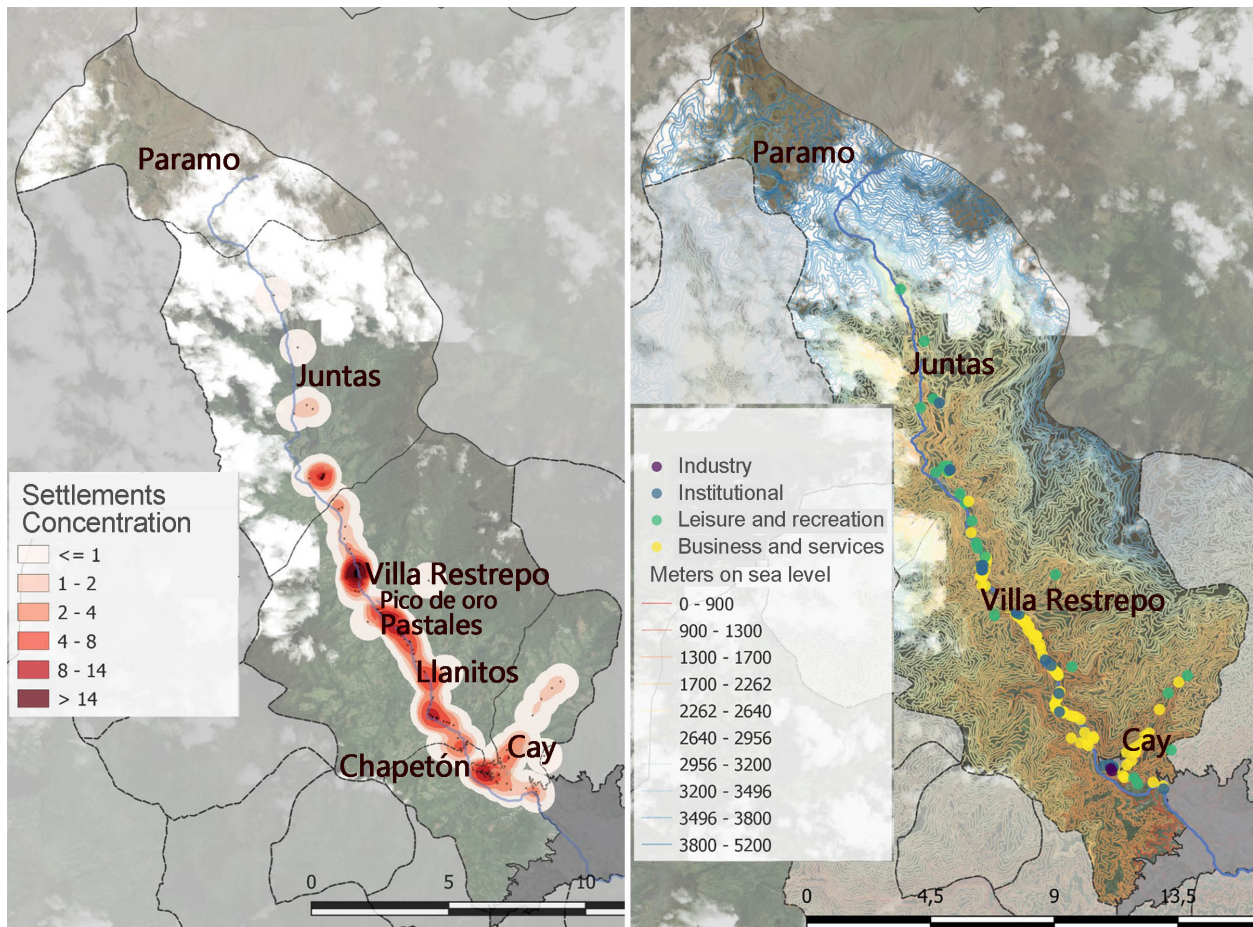 Paramo
Juntas
Settlements
Concentration
<= 1
1 - 2
2 - 4
4 - 8
8 - 14
> 14
Villa Restrepo
Pico de oro
Pastales
Llanitos
Cay
Chapetón
0 5 10
Paramo
Juntas
Industry
Institutional
Leisure and recreation
Business and services
Meters on sea level
0 - 900
900 - 1300
1300 - 1700
1700 - 2262
2262 - 2640
2640 - 2956
2956 - 3200
3200 - 3496
3496 - 3800
3800 - 5200
Villa Restrepo
Cay
0 4,5 9 13,5